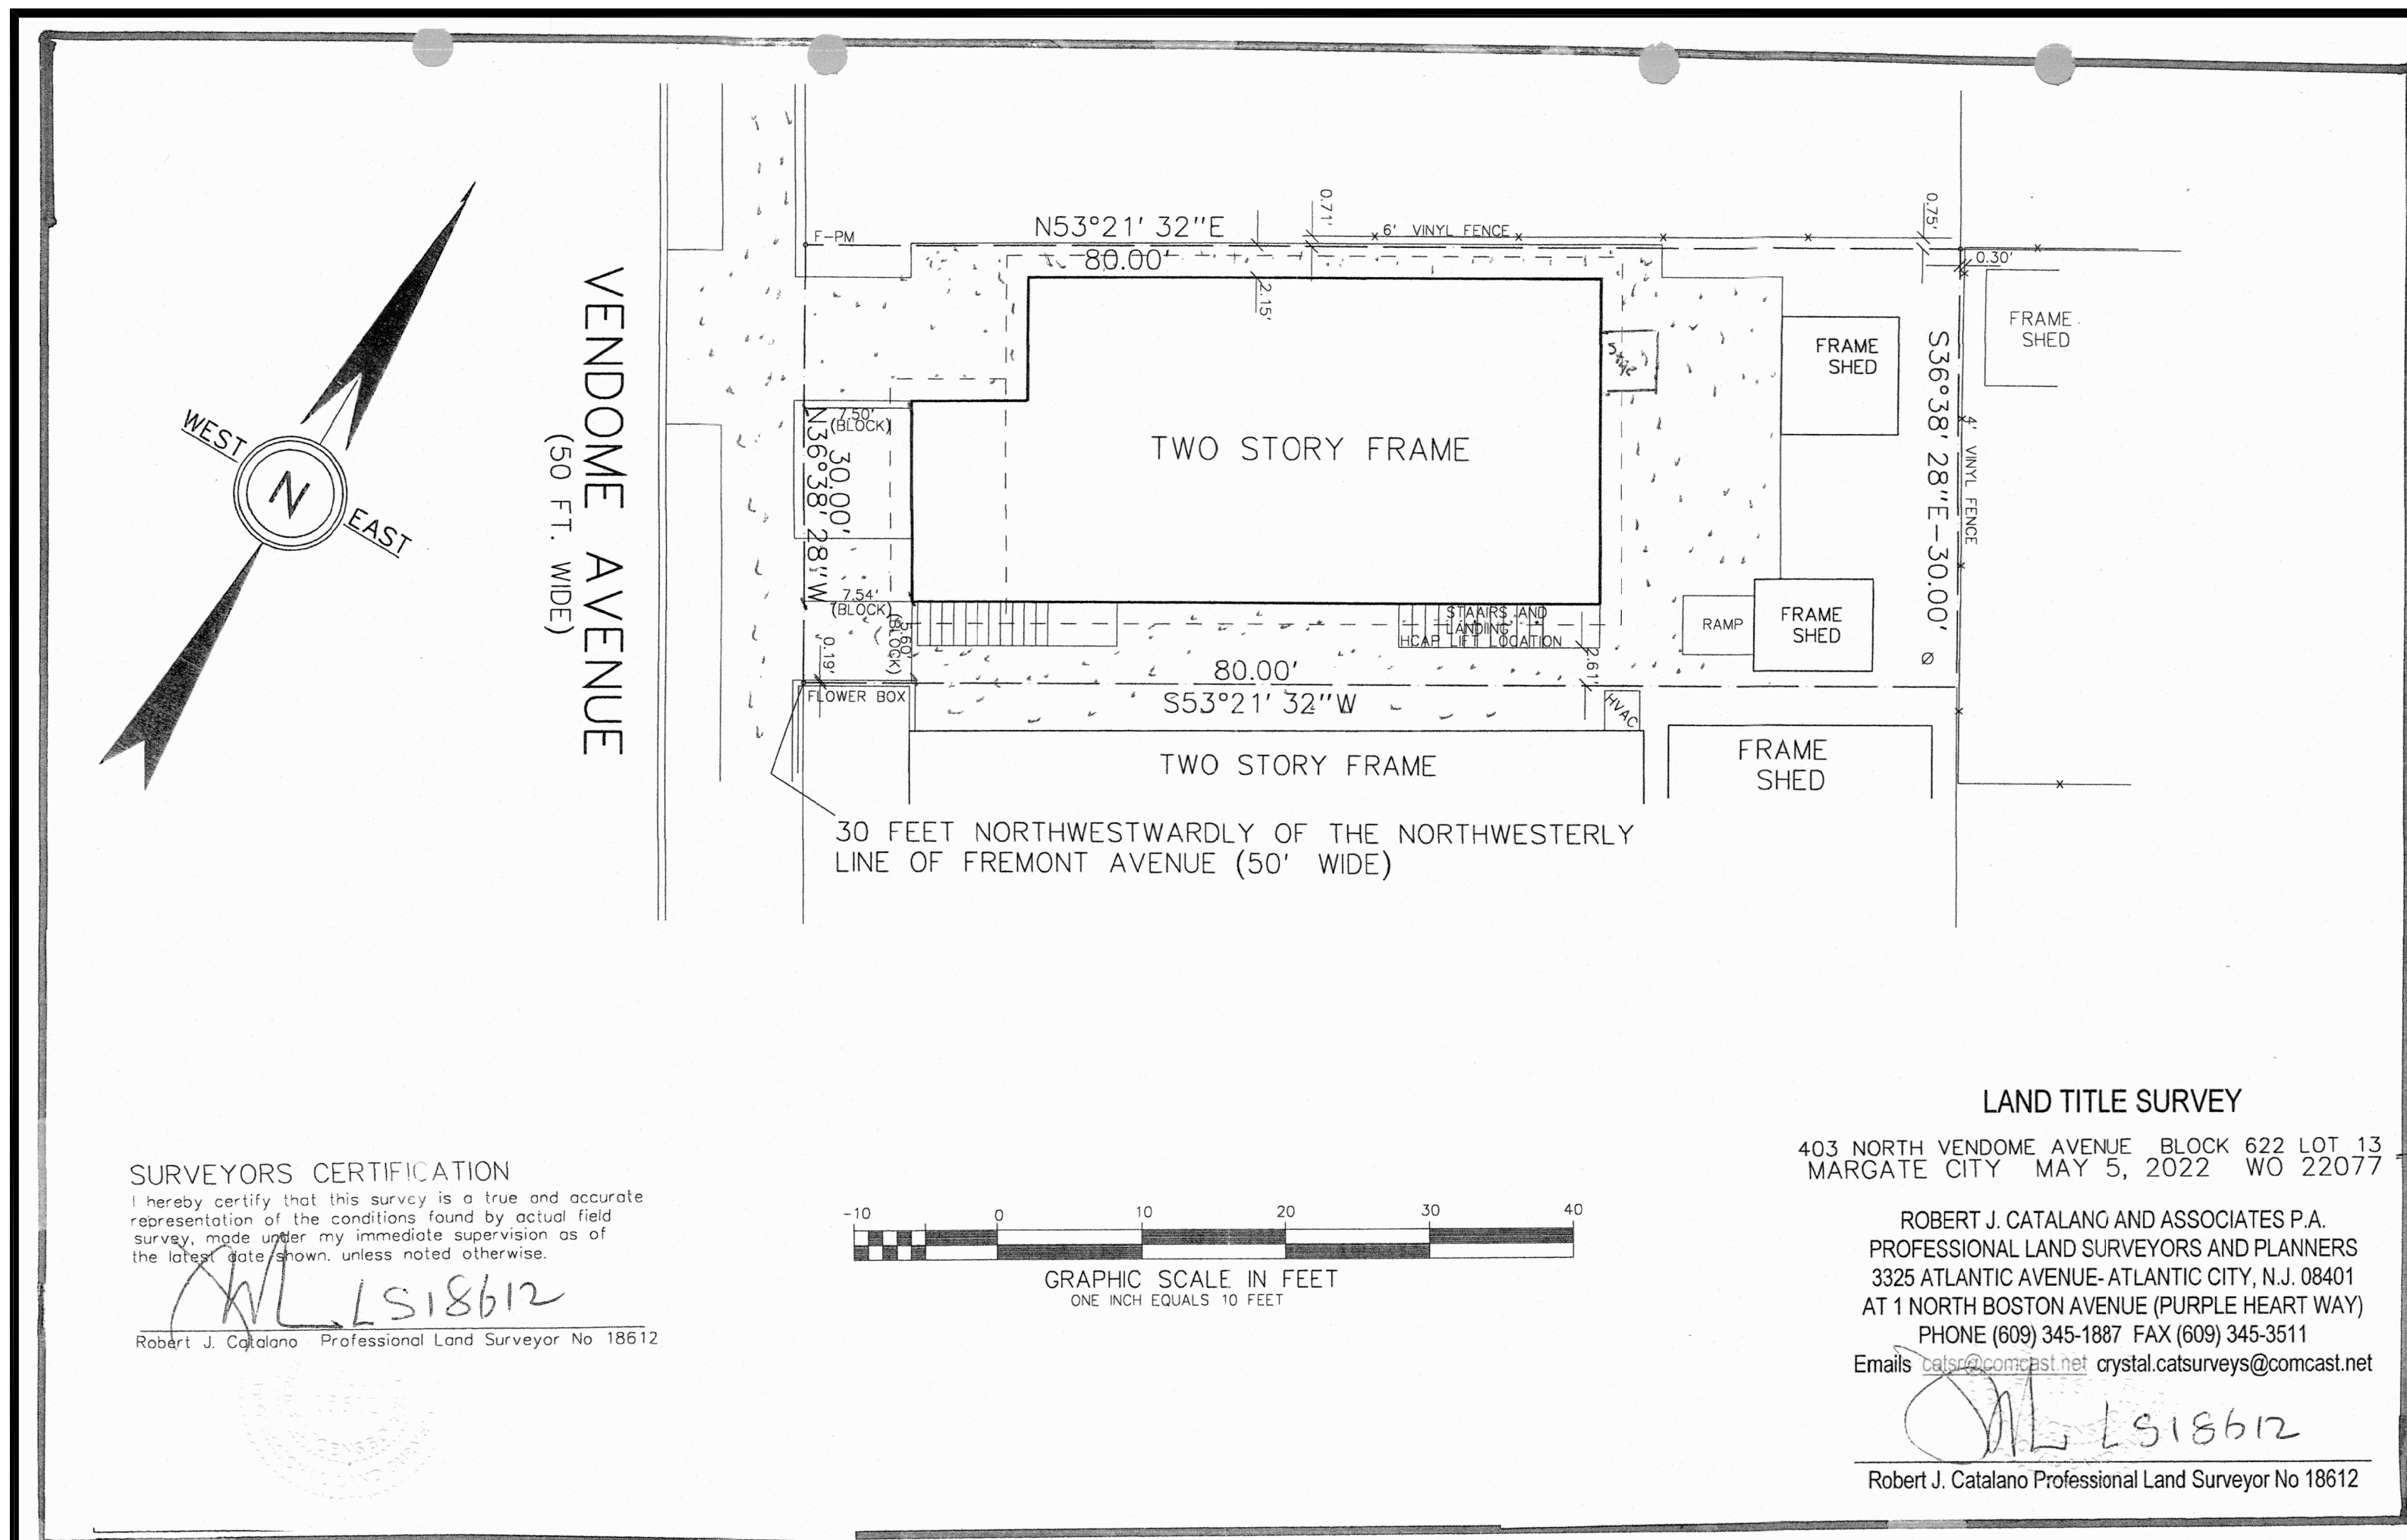 F-PM
N53°21' 32"E
80.00'
0.71'
6' VINYL FENCE
0.75'
0.30'
2.15'
FRAME
SHED
FRAME
SHED
VENDOME AVENUE
(50 FT. WIDE)
WEST
N
EAST
7.50'
(BLOCK)
N36°38' 28"W
30.00'
TWO STORY FRAME
S36°38' 28"E-30.00'
4' VINYL FENCE
7.54'
(BLOCK)
5.60'
(BLOCK)
0.19'
STAAIRS AND
LANDING
HCAP LIFT LOCATION
2.61'
RAMP
FRAME
SHED
80.00'
S53°21' 32"W
FLOWER BOX
HVAC
TWO STORY FRAME
FRAME
SHED
30 FEET NORTHWESTWARDLY OF THE NORTHWESTERLY
LINE OF FREMONT AVENUE (50' WIDE)
SURVEYORS CERTIFICATION
I hereby certify that this survey is a true and accurate
representation of the conditions found by actual field
survey, made under my immediate supervision as of
the latest date shown. unless noted otherwise.
LS18612
Robert J. Catalano Professional Land Surveyor No 18612
-10 0 10 20 30 40
GRAPHIC SCALE IN FEET
ONE INCH EQUALS 10 FEET
LAND TITLE SURVEY
403 NORTH VENDOME AVENUE BLOCK 622 LOT 13
MARGATE CITY MAY 5, 2022 WO 22077
ROBERT J. CATALANO AND ASSOCIATES P.A.
PROFESSIONAL LAND SURVEYORS AND PLANNERS
3325 ATLANTIC AVENUE- ATLANTIC CITY, N.J. 08401
AT 1 NORTH BOSTON AVENUE (PURPLE HEART WAY)
PHONE (609) 345-1887 FAX (609) 345-3511
Emails catsr@comcast.net crystal.catsurveys@comcast.net
LS18612
Robert J. Catalano Professional Land Surveyor No 18612